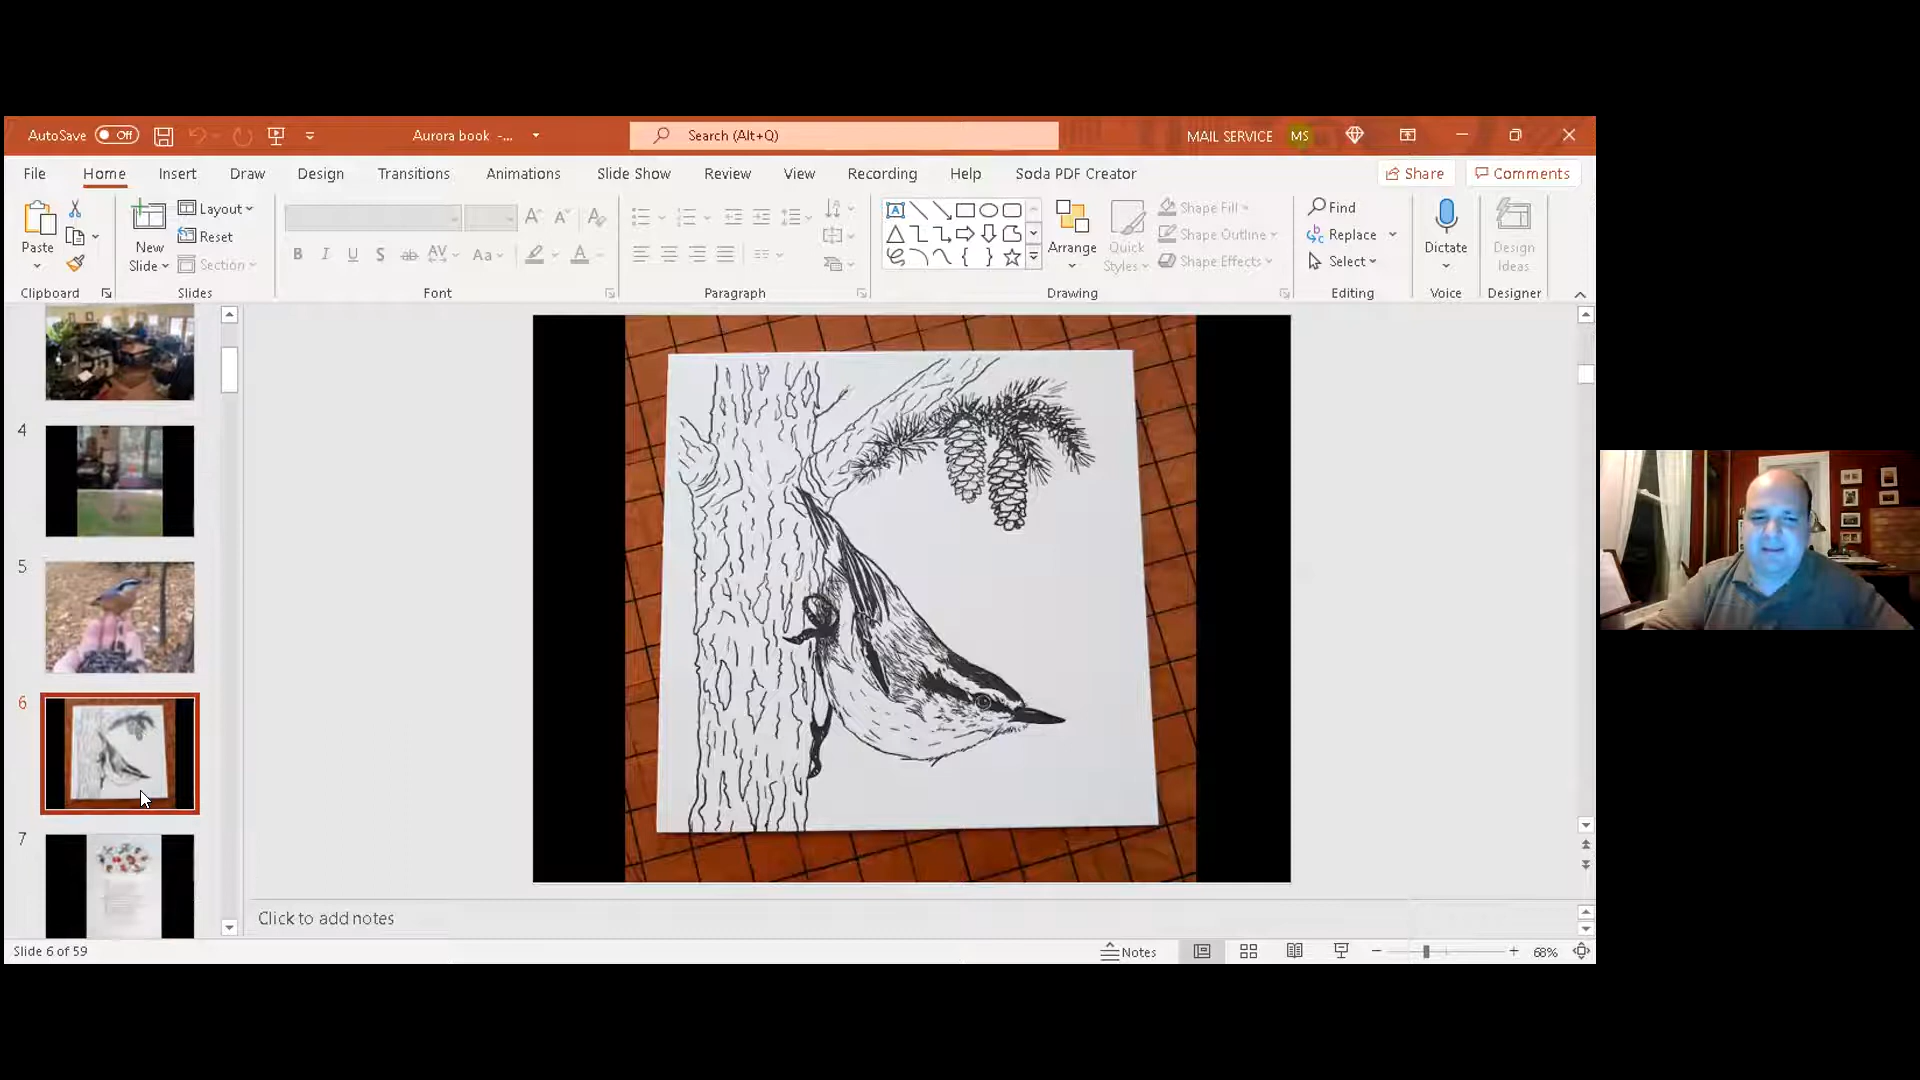 AutoSave Off Aurora book -... Search (Alt+Q) MAIL SERVICE MS
File Home Insert Draw Design Transitions Animations Slide Show Review View Recording Help Soda PDF Creator Share Comments
Paste
New
Slide
Layout
Reset
Section
B I U S ab AV Aa A
Arrange
Quick
Styles
Shape Fill
Shape Outline
Shape Effects
Find
Replace
Select
Dictate
Design
Ideas
Clipboard Slides Font Paragraph Drawing Editing Voice Designer
4
5
6
7
Click to add notes
Slide 6 of 59 Notes 68%